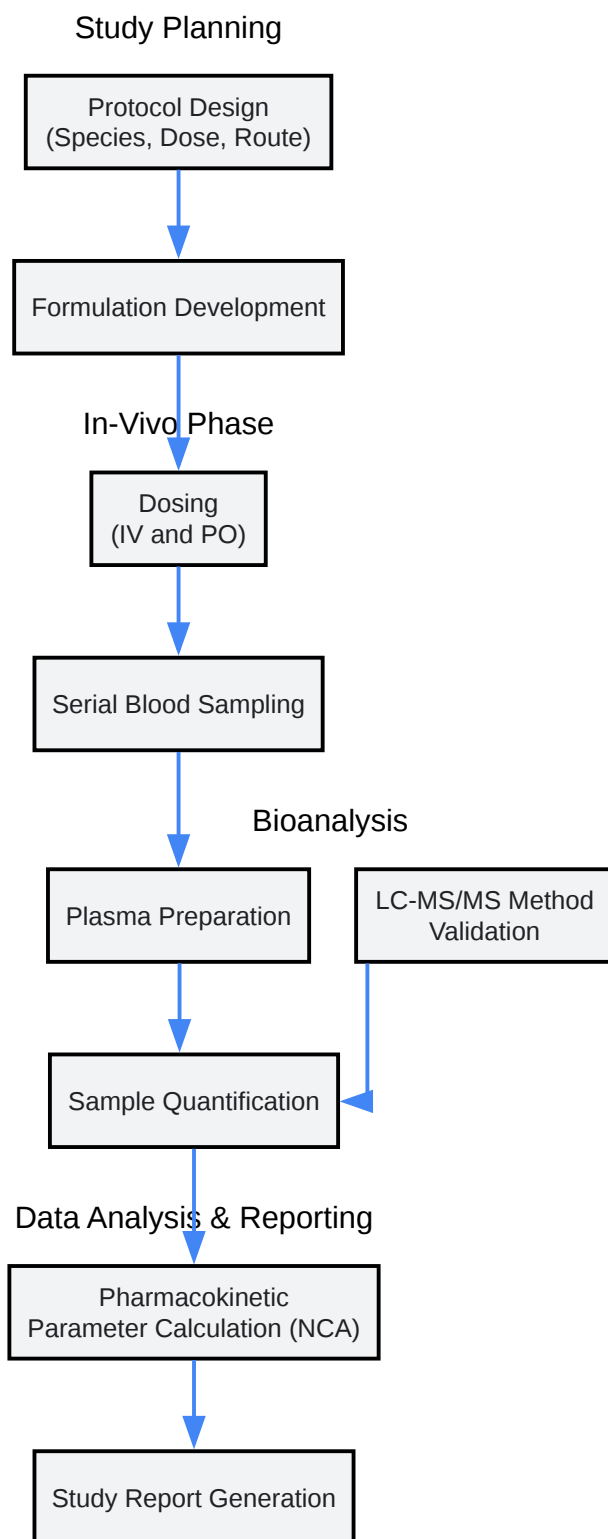 Study Planning
Protocol Design
(Species, Dose, Route)
Formulation Development
In-Vivo Phase
Dosing
(IV and PO)
Serial Blood Sampling
Bioanalysis
Plasma Preparation
LC-MS/MS Method
Validation
Sample Quantification
Data Analysis & Reporting
Pharmacokinetic
Parameter Calculation (NCA)
Study Report Generation